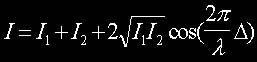 I = I₁ + I₂ + 2√(I₁I₂) cos(2π/λ Δ)